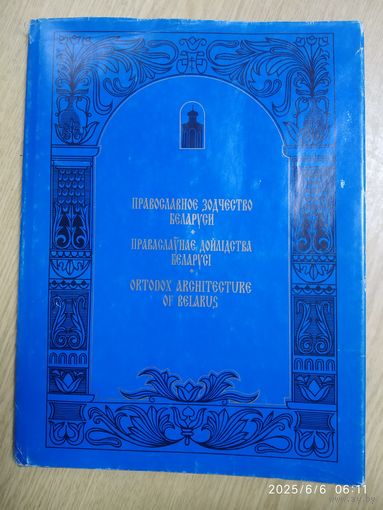 ПРАВОСЛАВНОЕ ЗОДЧЕСТВО
БЕЛАРУСИ
ПРАВАСЛАЎНАЕ ДОЙЛІДСТВА
БЕЛАРУСІ
ORTODOX ARCHITECTURE
OF BELARUS
2025/6/6 06:11